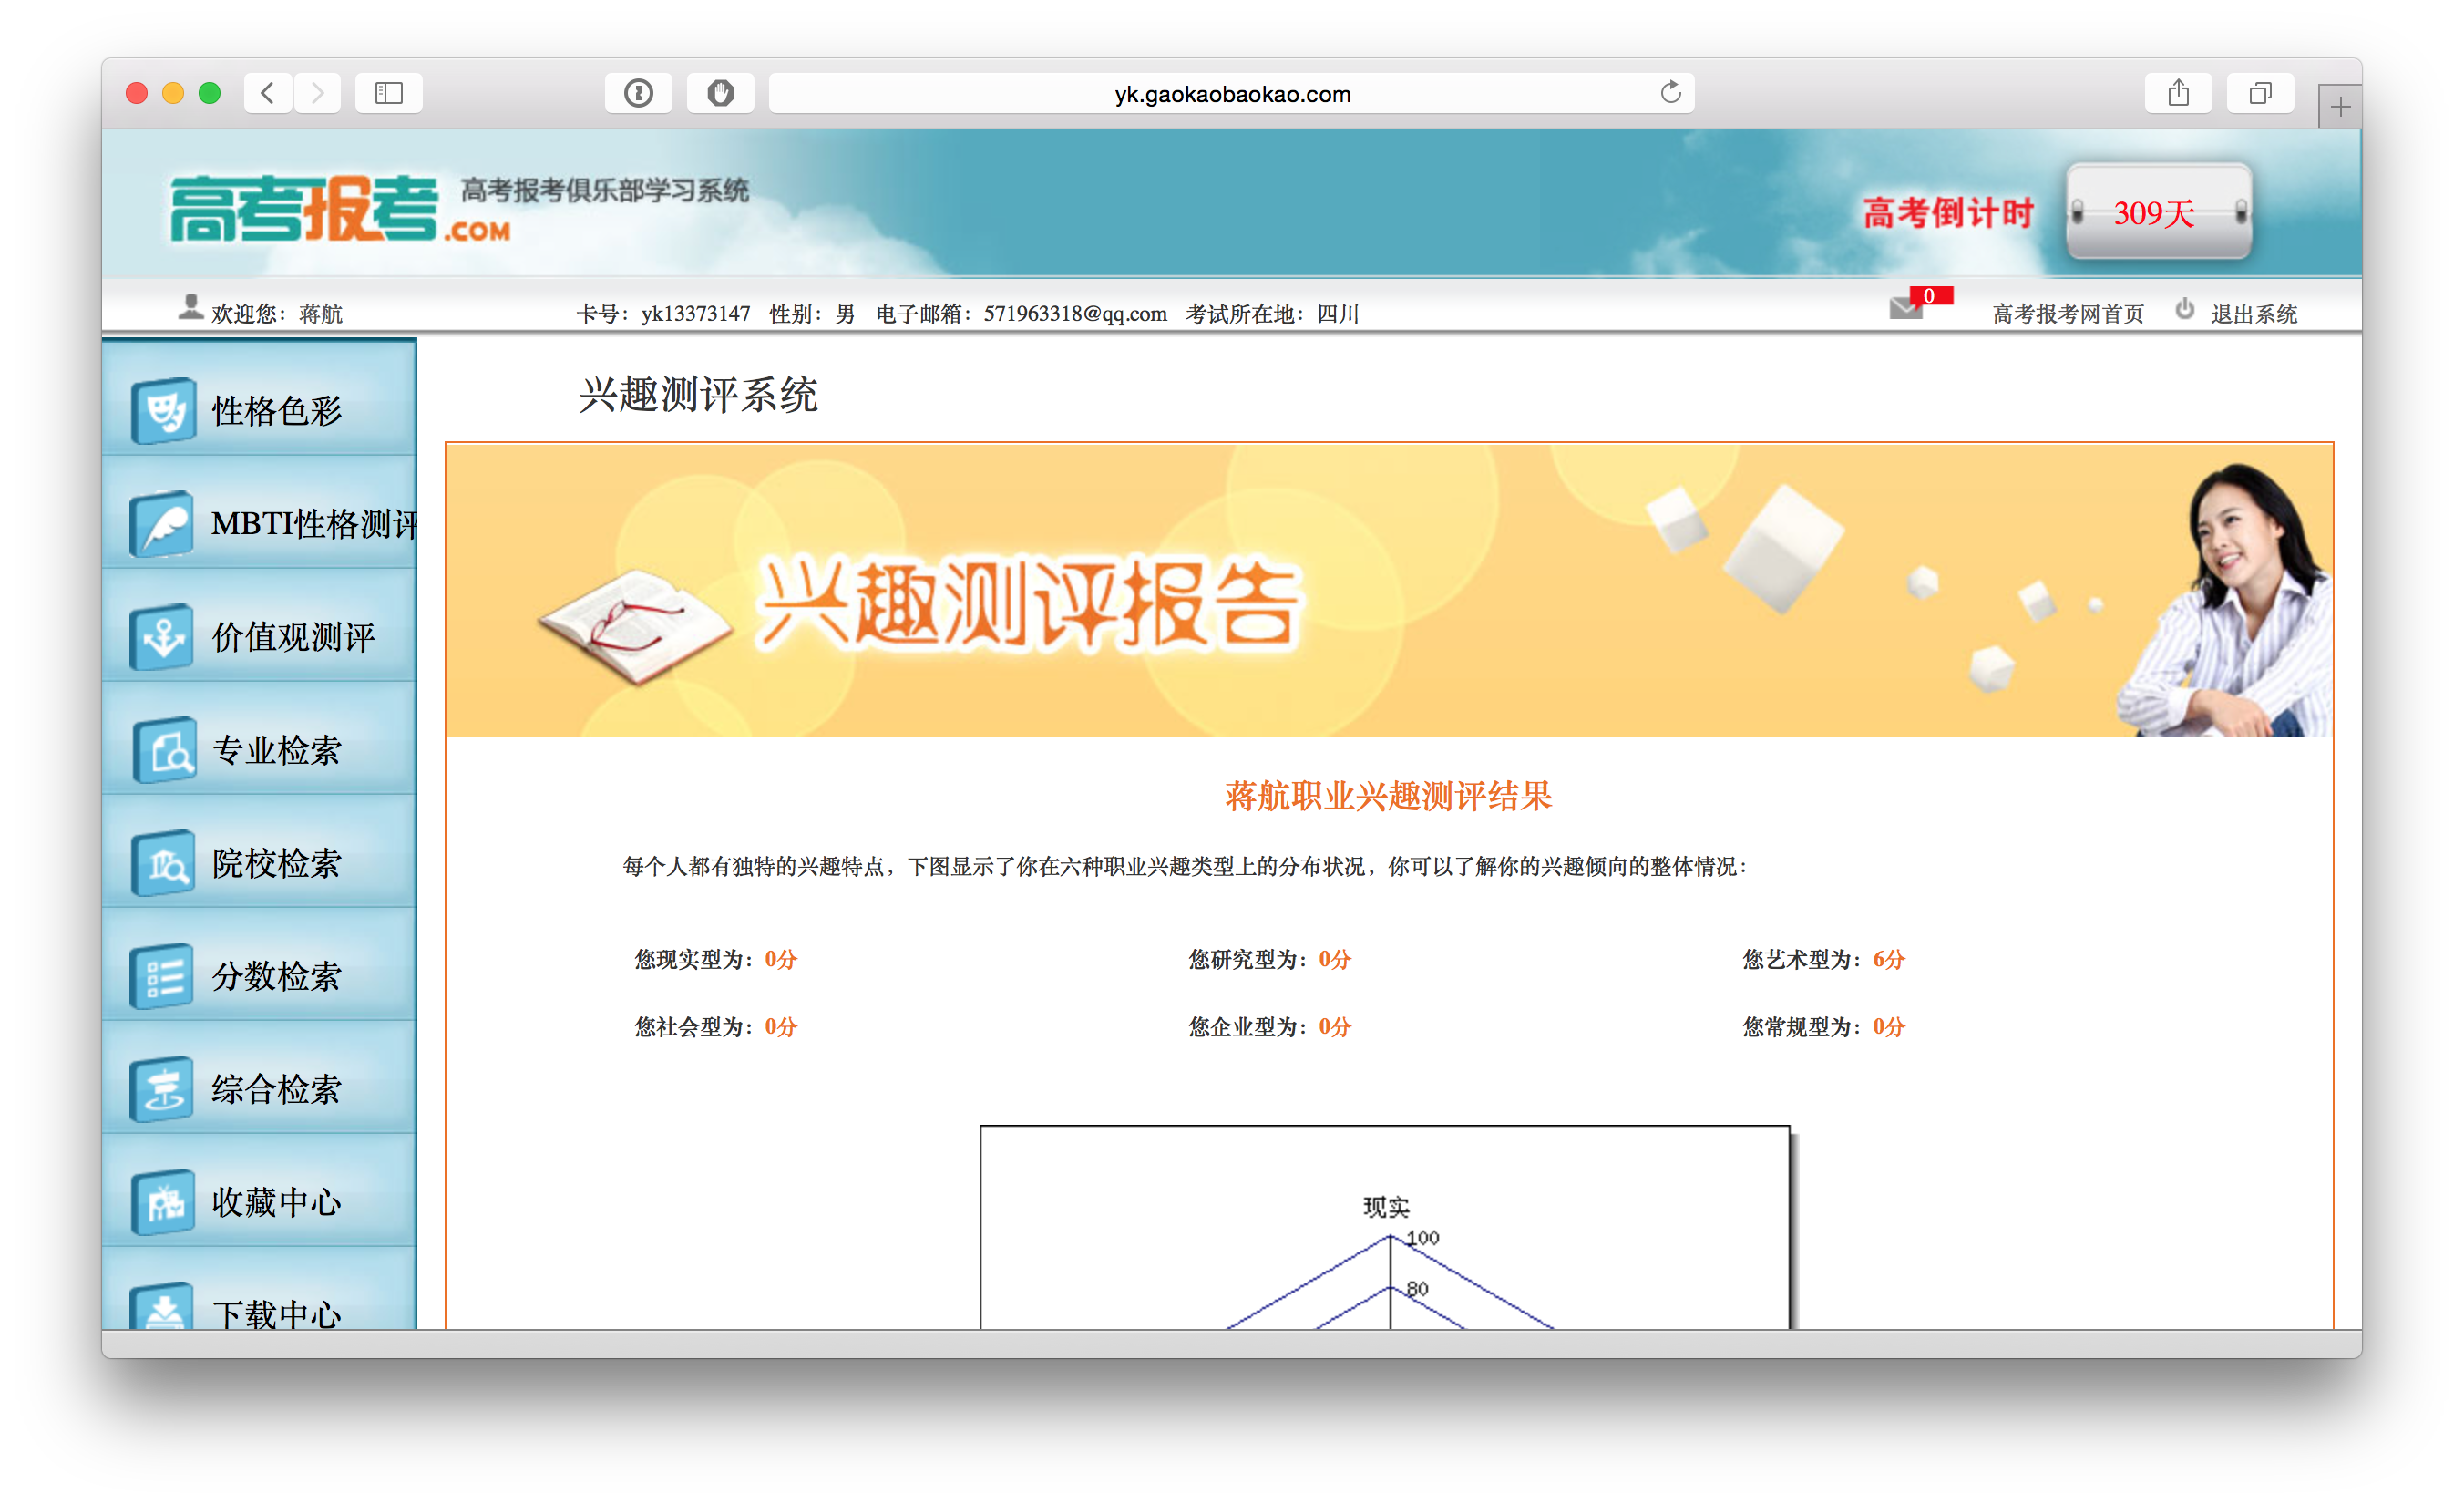 yk.gaokaobaokao.com
高考报考.COM 高考报考俱乐部学习系统
高考倒计时 309天
欢迎您：蒋航 卡号：yk13373147 性别：男 电子邮箱：571963318@qq.com 考试所在地：四川 0 高考报考网首页 退出系统
性格色彩
MBTI性格测评
价值观测评
专业检索
院校检索
分数检索
综合检索
收藏中心
下载中心
兴趣测评系统
兴趣测评报告
蒋航职业兴趣测评结果
每个人都有独特的兴趣特点，下图显示了你在六种职业兴趣类型上的分布状况，你可以了解你的兴趣倾向的整体情况：
您现实型为：0分 您研究型为：0分 您艺术型为：6分
您社会型为：0分 您企业型为：0分 您常规型为：0分
现实
100
80